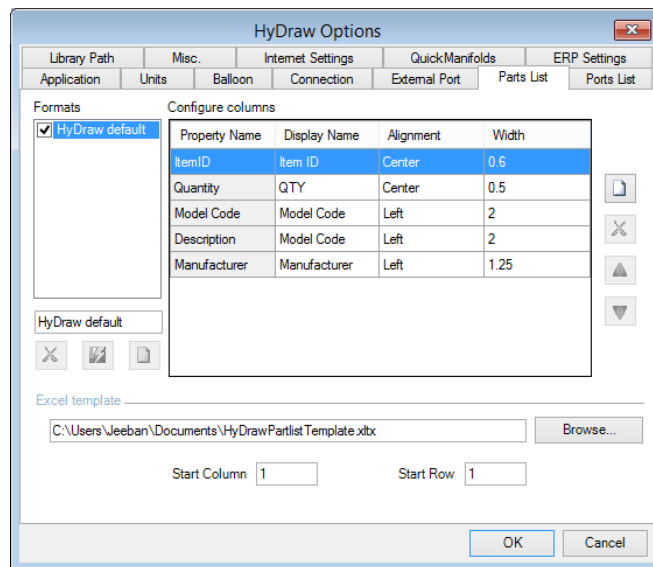 HyDraw Options
Library Path Misc. Internet Settings QuickManifolds ERP Settings
Application Units Balloon Connection External Port Parts List Ports List
Formats Configure columns
HyDraw default
Property Name Display Name Alignment Width
ItemID Item ID Center 0.6
Quantity QTY Center 0.5
Model Code Model Code Left 2
Description Model Code Left 2
Manufacturer Manufacturer Left 1.25
HyDraw default
Excel template
C:\Users\Jeeban\Documents\HyDrawPartlistTemplate.xltx Browse...
Start Column 1 Start Row 1
OK Cancel